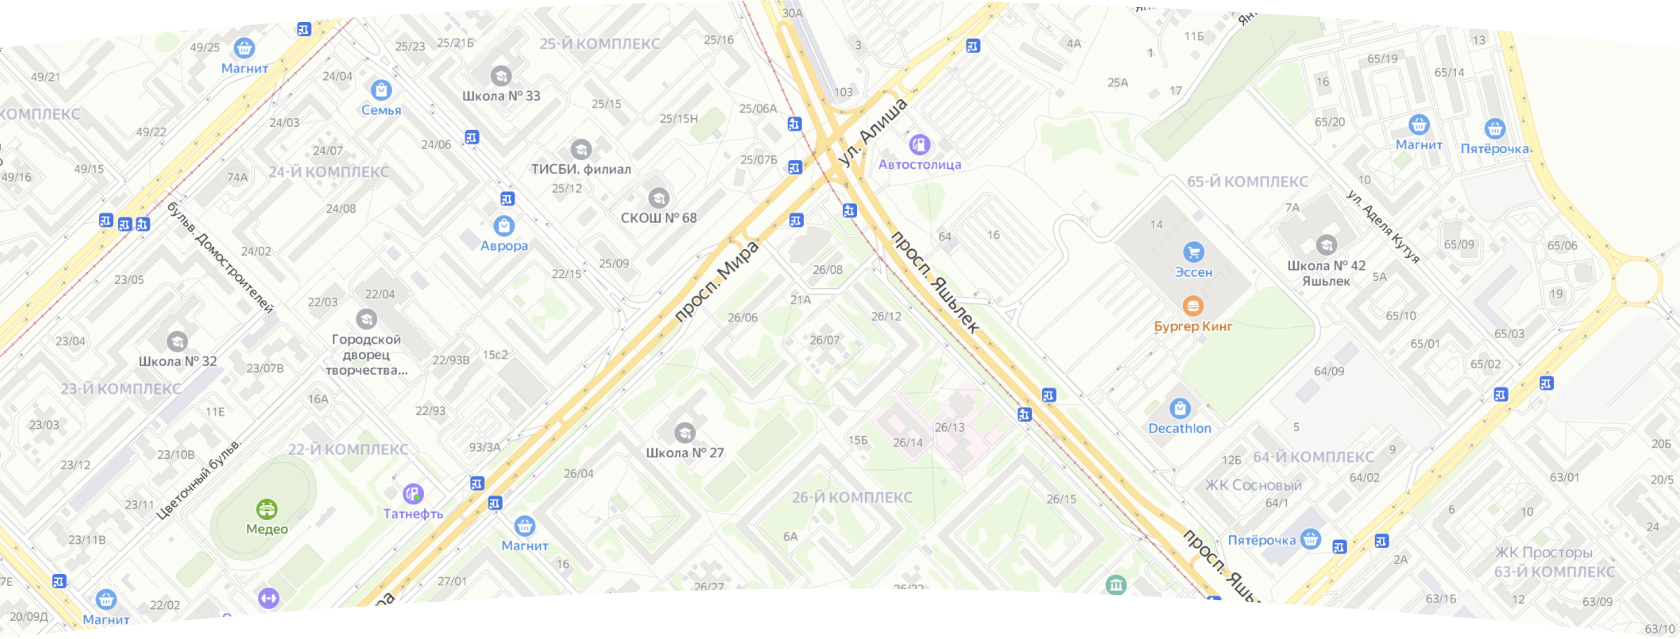 30А
25/16
25-Й КОМПЛЕКС
25/21Б
25/23
49/25
Магнит
3
4А
11Б
1
13
65/19
65/14
49/21
24/04
Семья
Школа № 33
25/15
103
25А
17
16
КОМПЛЕКС
24/03
49/22
25/06А
25/15Н
ул. Алиша
65/20
Магнит
Пятёрочка
24/07
24/06
ТИСБИ, филиал
25/12
25/07Б
Автостолица
49/15
49/16
74А
24-Й КОМПЛЕКС
65-Й КОМПЛЕКС
24/08
бульв. Домостроителей
СКОШ № 68
7А
ул. Аделя Кутуя
14
64
16
Аврора
24/02
25/09
22/15
просп. Мира
26/08
просп. Яшьлек
Эссен
Школа № 42
Яшьлек
5А
65/09
65/06
23/05
22/03
22/04
21А
26/06
26/12
26/07
19
65/10
65/03
65/01
65/02
Бургер Кинг
23/04
Школа № 32
Городской
дворец
творчества...
22/93В
15с2
23/07В
64/09
23-Й КОМПЛЕКС
16А
11Е
22/93
23/03
15Б
26/14
26/13
Decathlon
5
22-Й КОМПЛЕКС
93/3А
Школа № 27
12Б
64-Й КОМПЛЕКС
9
20Б
23/12
23/10В
Цветочный бульв.
26/04
26-Й КОМПЛЕКС
26/15
ЖК Сосновый
64/1
64/02
63/01
20/5
23/11
Медео
Татнефть
6
10
24
23/11В
Магнит
6А
Пятёрочка
просп. Яшь
2А
ЖК Просторы
63-Й КОМПЛЕКС
16
27/01
26/27
7Е
20/09Д
Магнит
22/02
ра
63/1Б
12
63/09
63/10